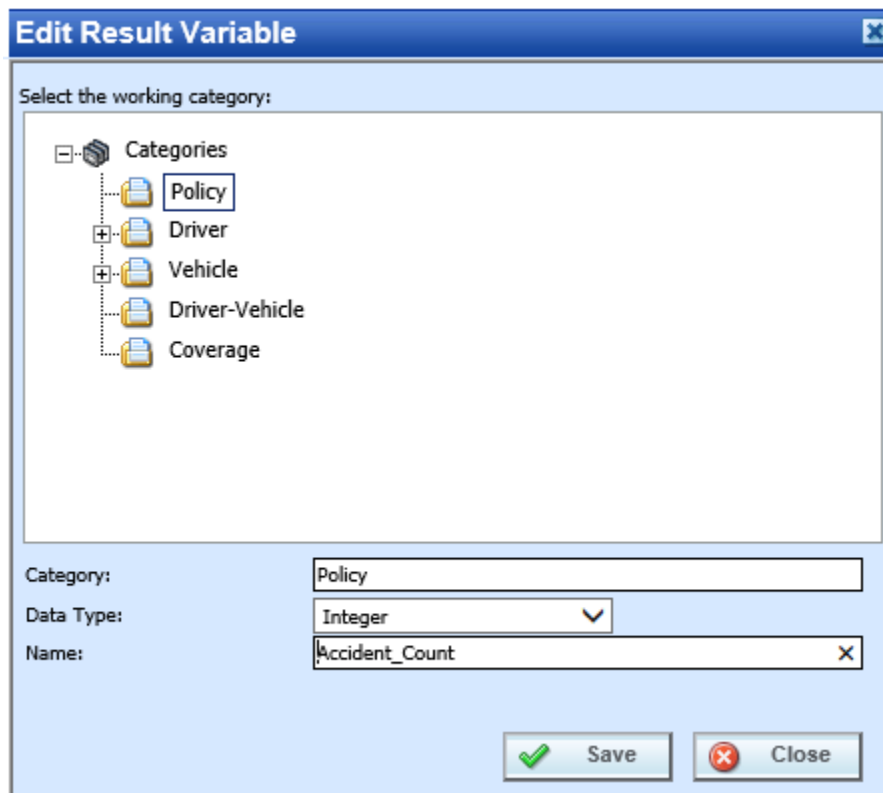 Edit Result Variable
Select the working category:
Categories
Policy
Driver
Vehicle
Driver-Vehicle
Coverage
Category: Policy
Data Type: Integer
Name: Accident_Count
Save Close